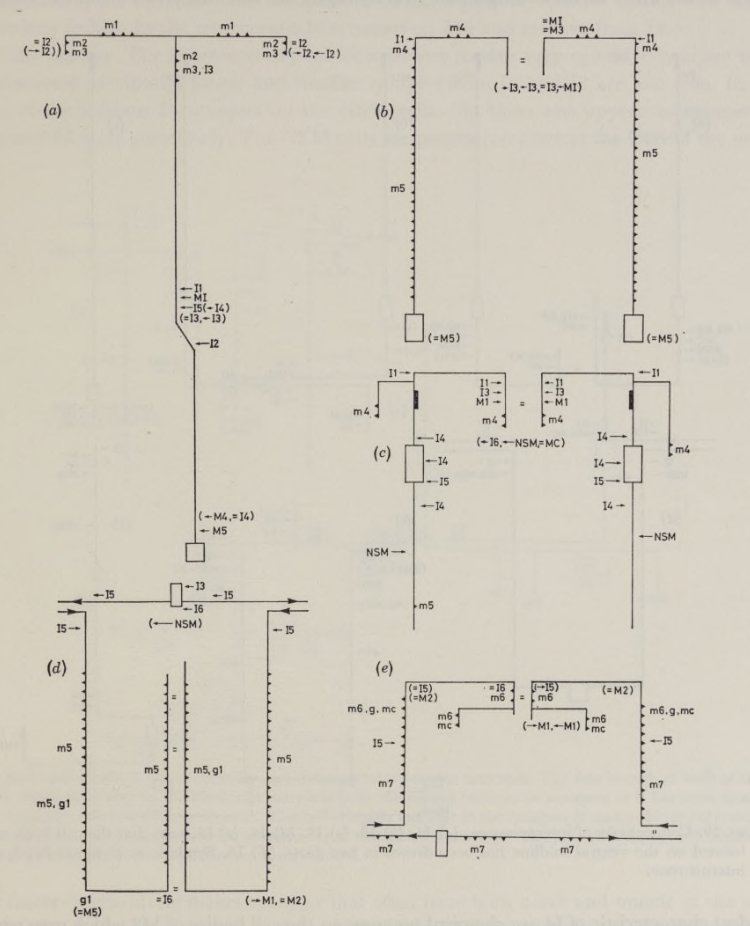 m1 m1
= I2 m2 m2 = I2
(→I2)) m3 m3 (→I2,←I2)
m2
m3, I3
(a)
←I1
←MI
←I5(←I4)
(=I3,←I3)
←I2
(←M4,=I4)
←M5
=MI
=M3
I1→ m4 m4 ←I1
m4 m4
=
(→I3,←I3,=I3,→MI)
(b)
m5
m5
(=M5) (=M5)
I1→ ←I1
I1→ ←I1
I3→ ←I3
M1→ = ←M1
m4
m4 m4
(←I6,←NSM,=MC)
m4
(c)
←I4 I4→
←I4 I4→
←I5 I5→
←I4 I4→
NSM→ ←NSM
m5
←I3
←I5 ←I5
←I6
(←NSM)
I5→ ←I5
(d)
=
m5 = m5
m5 m5, g1
m5, g1
g1 =I6 = (→M1,=M2)
(=M5)
(e)
(=I5) =I6 (→I5) (=M2)
(=M2) m6 = m6
m6,g,mc m6 m6 m6,g,mc
mc (→M1,←M1) mc
I5→ ←I5
m7 m7
"
m7 m7 m7